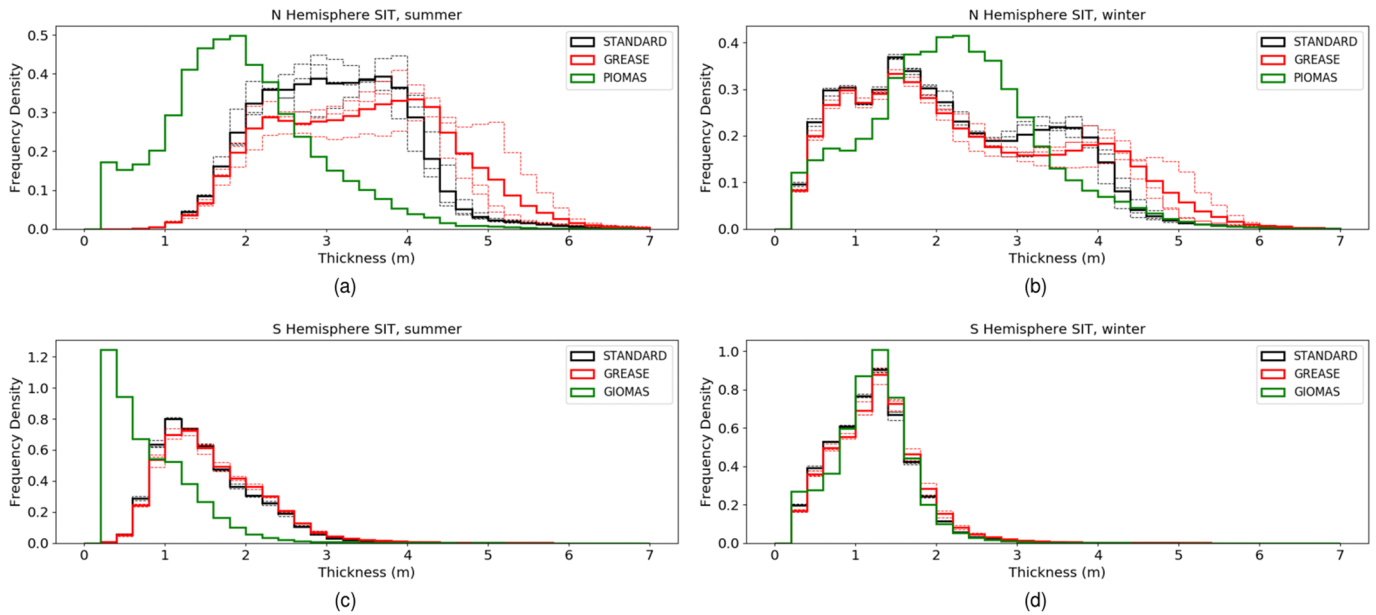 N Hemisphere SIT, summer
Frequency Density
0.5
0.4
0.3
0.2
0.1
0.0
0 1 2 3 4 5 6 7
Thickness (m)
STANDARD
GREASE
PIOMAS
(a)
N Hemisphere SIT, winter
Frequency Density
0.4
0.3
0.2
0.1
0.0
0 1 2 3 4 5 6 7
Thickness (m)
STANDARD
GREASE
PIOMAS
(b)
S Hemisphere SIT, summer
Frequency Density
1.2
1.0
0.8
0.6
0.4
0.2
0.0
0 1 2 3 4 5 6 7
Thickness (m)
STANDARD
GREASE
GIOMAS
(c)
S Hemisphere SIT, winter
Frequency Density
1.0
0.8
0.6
0.4
0.2
0.0
0 1 2 3 4 5 6 7
Thickness (m)
STANDARD
GREASE
GIOMAS
(d)